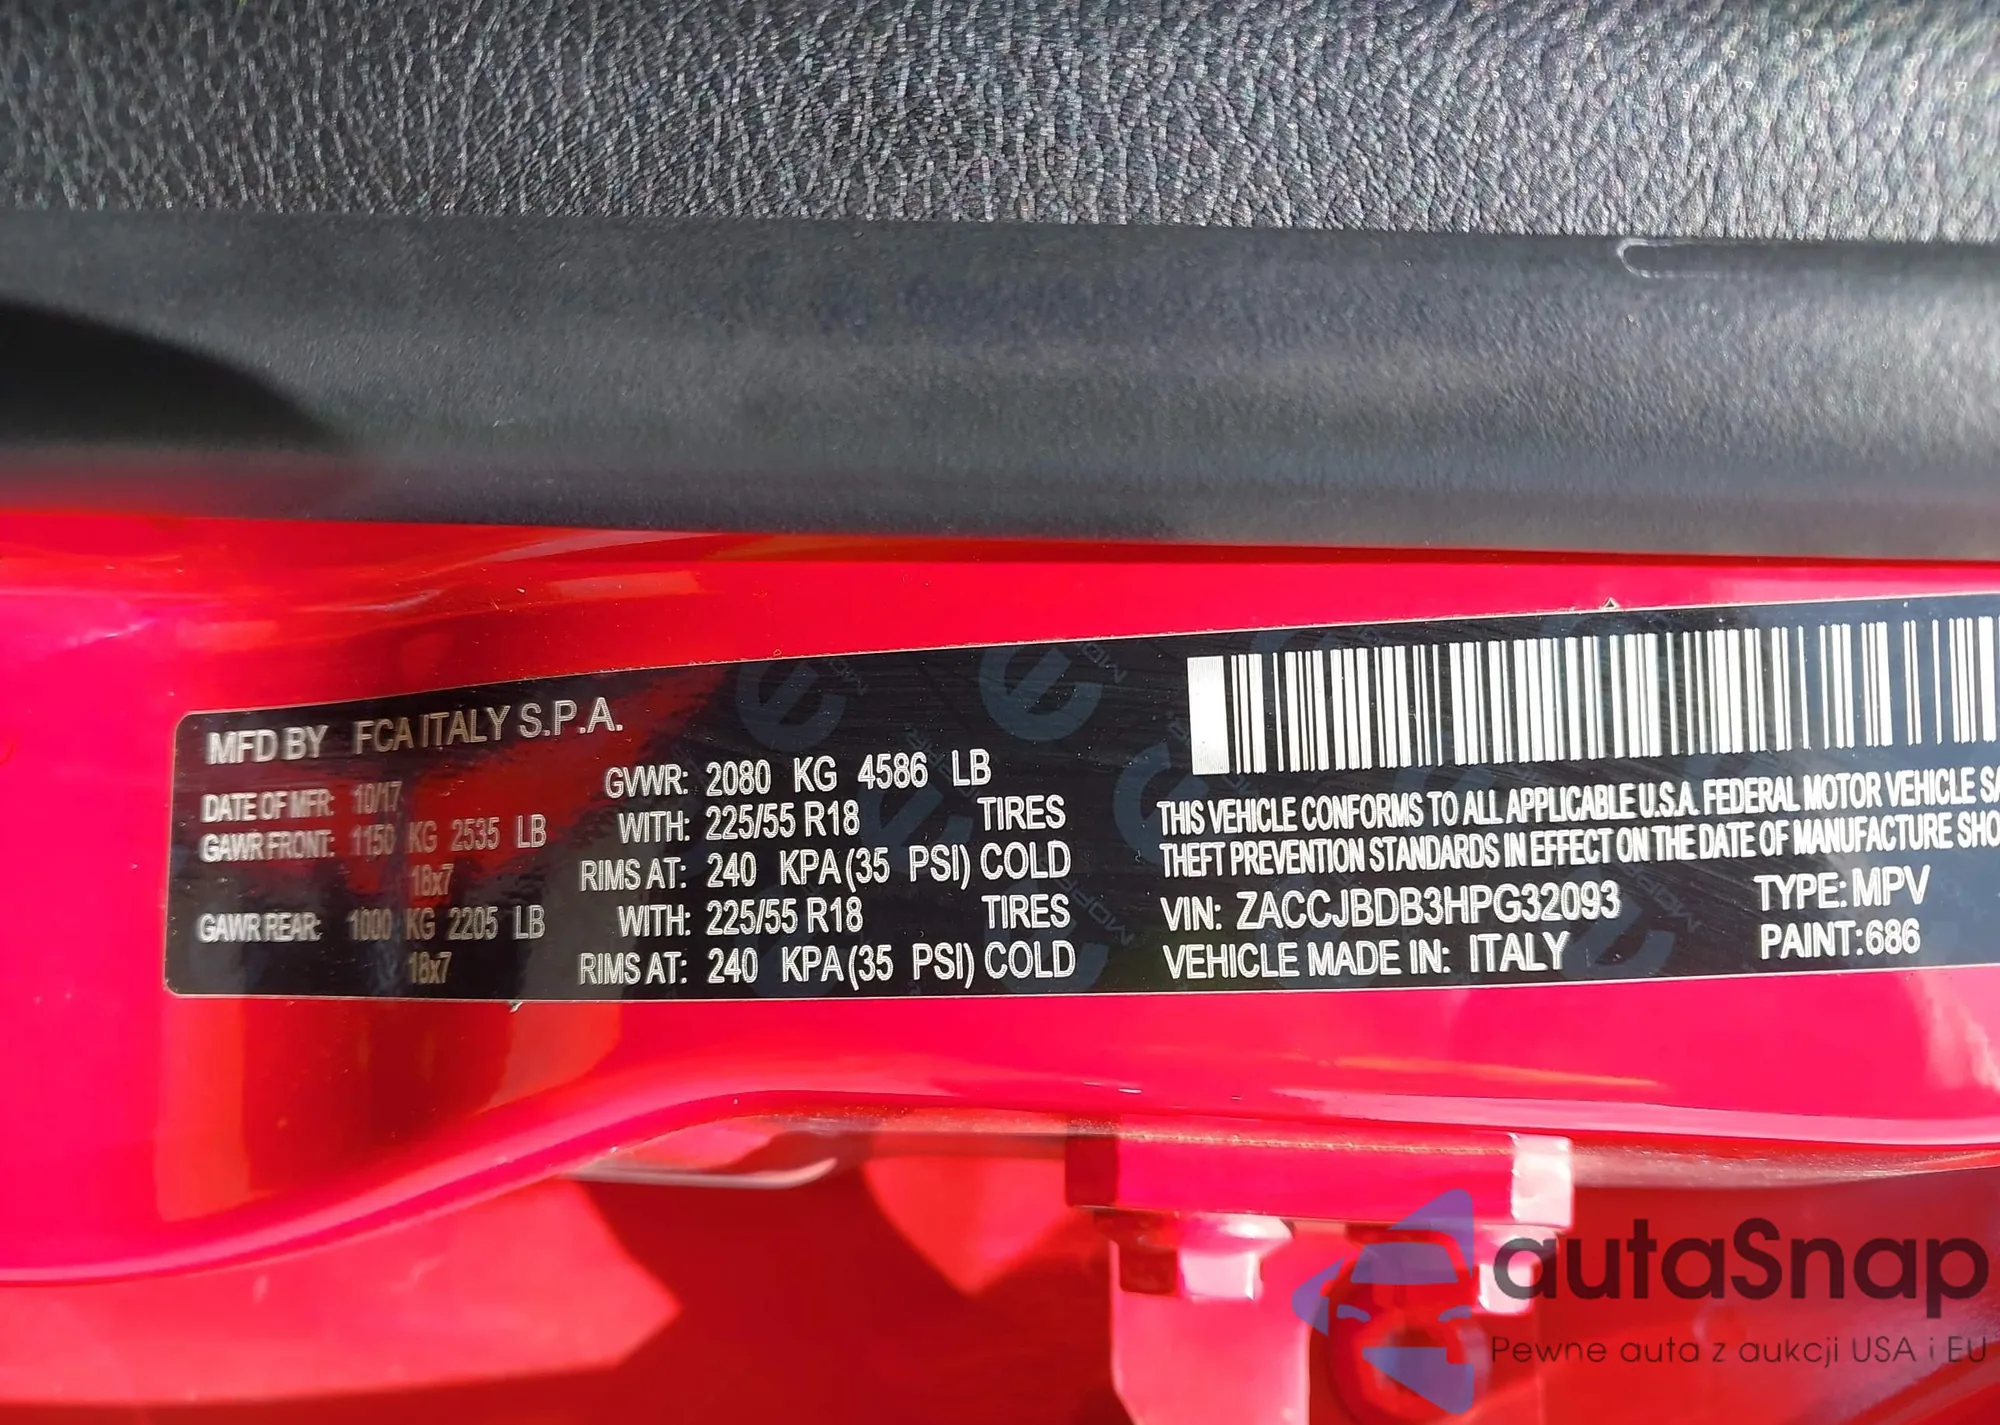 MFD BY FCA ITALY S.P.A.
DATE OF MFR: 10/17
GVWR: 2080 KG 4586 LB
GAWR FRONT: 1150 KG 2535 LB
WITH: 225/55 R18 TIRES
18x7
RIMS AT: 240 KPA (35 PSI) COLD
GAWR REAR: 1000 KG 2205 LB
WITH: 225/55 R18 TIRES
18x7
RIMS AT: 240 KPA (35 PSI) COLD
THIS VEHICLE CONFORMS TO ALL APPLICABLE U.S.A. FEDERAL MOTOR VEHICLE SA
THEFT PREVENTION STANDARDS IN EFFECT ON THE DATE OF MANUFACTURE SHO
VIN: ZACCJBDB3HPG32093 TYPE: MPV
VEHICLE MADE IN: ITALY PAINT: 686
autaSnap
Pewne auta z aukcji USA i EU